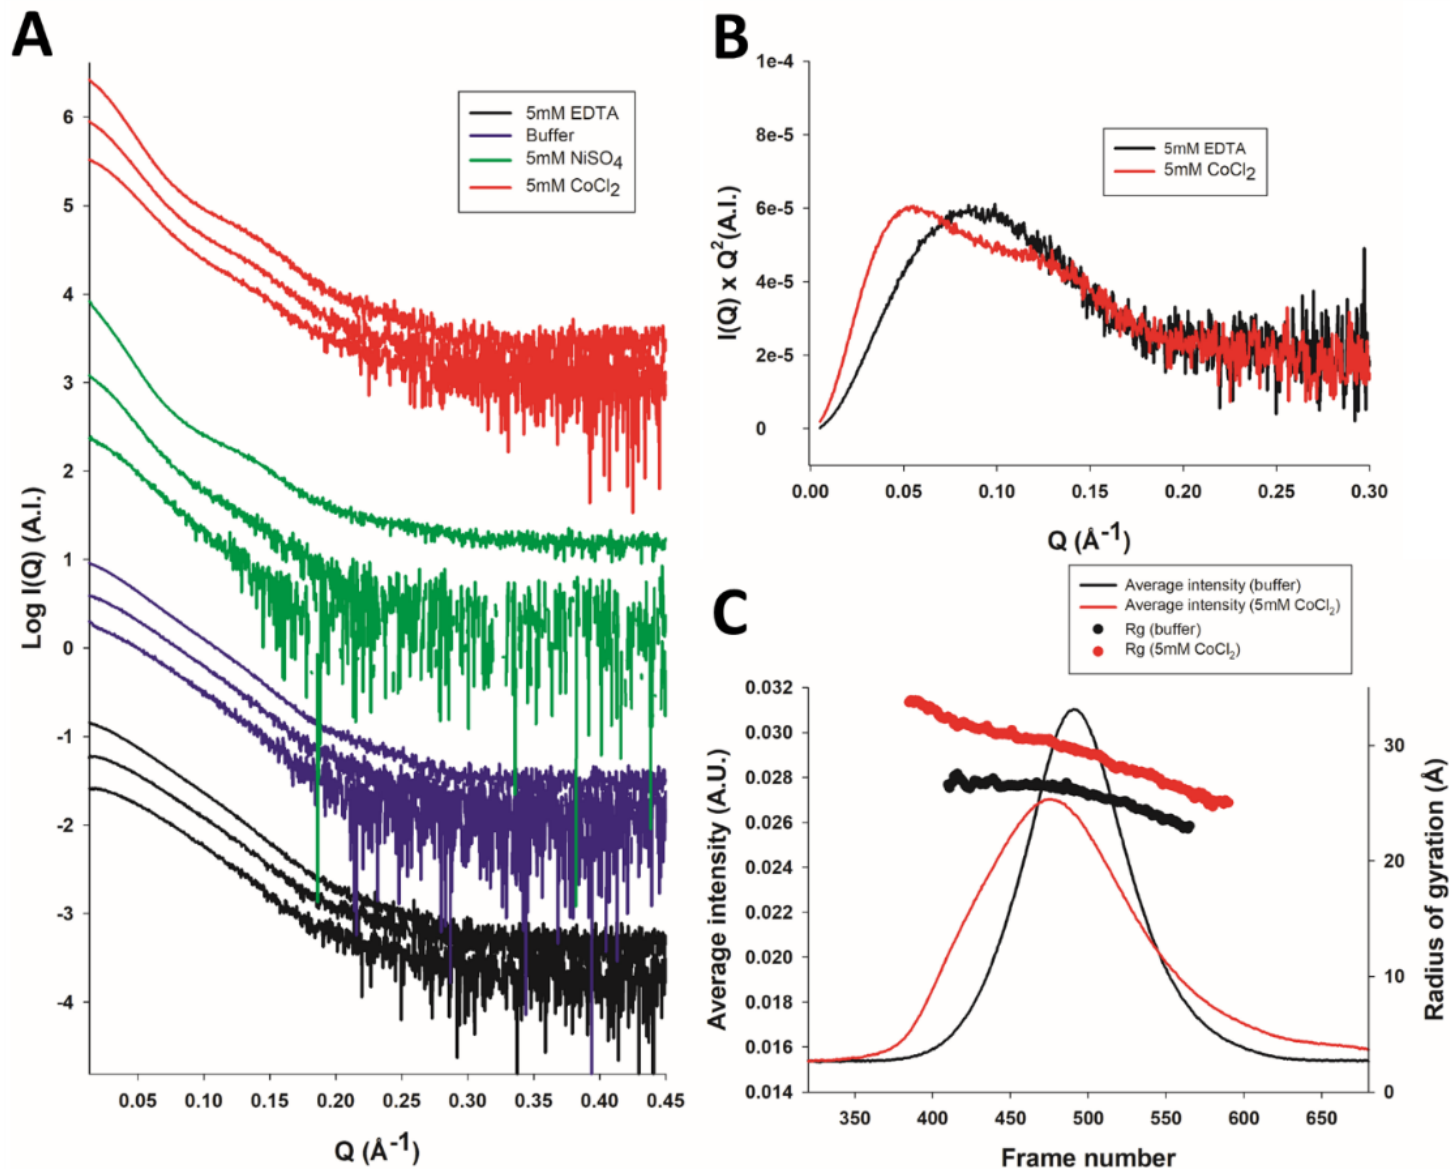 A
5mM EDTA
Buffer
5mM NiSO4
5mM CoCl2
6
5
4
3
2
1
0
-1
-2
-3
-4
Log I(Q) (A.I.)
0.05 0.10 0.15 0.20 0.25 0.30 0.35 0.40 0.45
Q (Å-1)
B
1e-4
8e-5
6e-5
4e-5
2e-5
0
I(Q) x Q2(A.I.)
5mM EDTA
5mM CoCl2
0.00 0.05 0.10 0.15 0.20 0.25 0.30
Q (Å-1)
C
Average intensity (buffer)
Average intensity (5mM CoCl2)
Rg (buffer)
Rg (5mM CoCl2)
0.032
0.030
0.028
0.026
0.024
0.022
0.020
0.018
0.016
0.014
Average intensity (A.U.)
30
20
10
0
Radius of gyration (Å)
350 400 450 500 550 600 650
Frame number